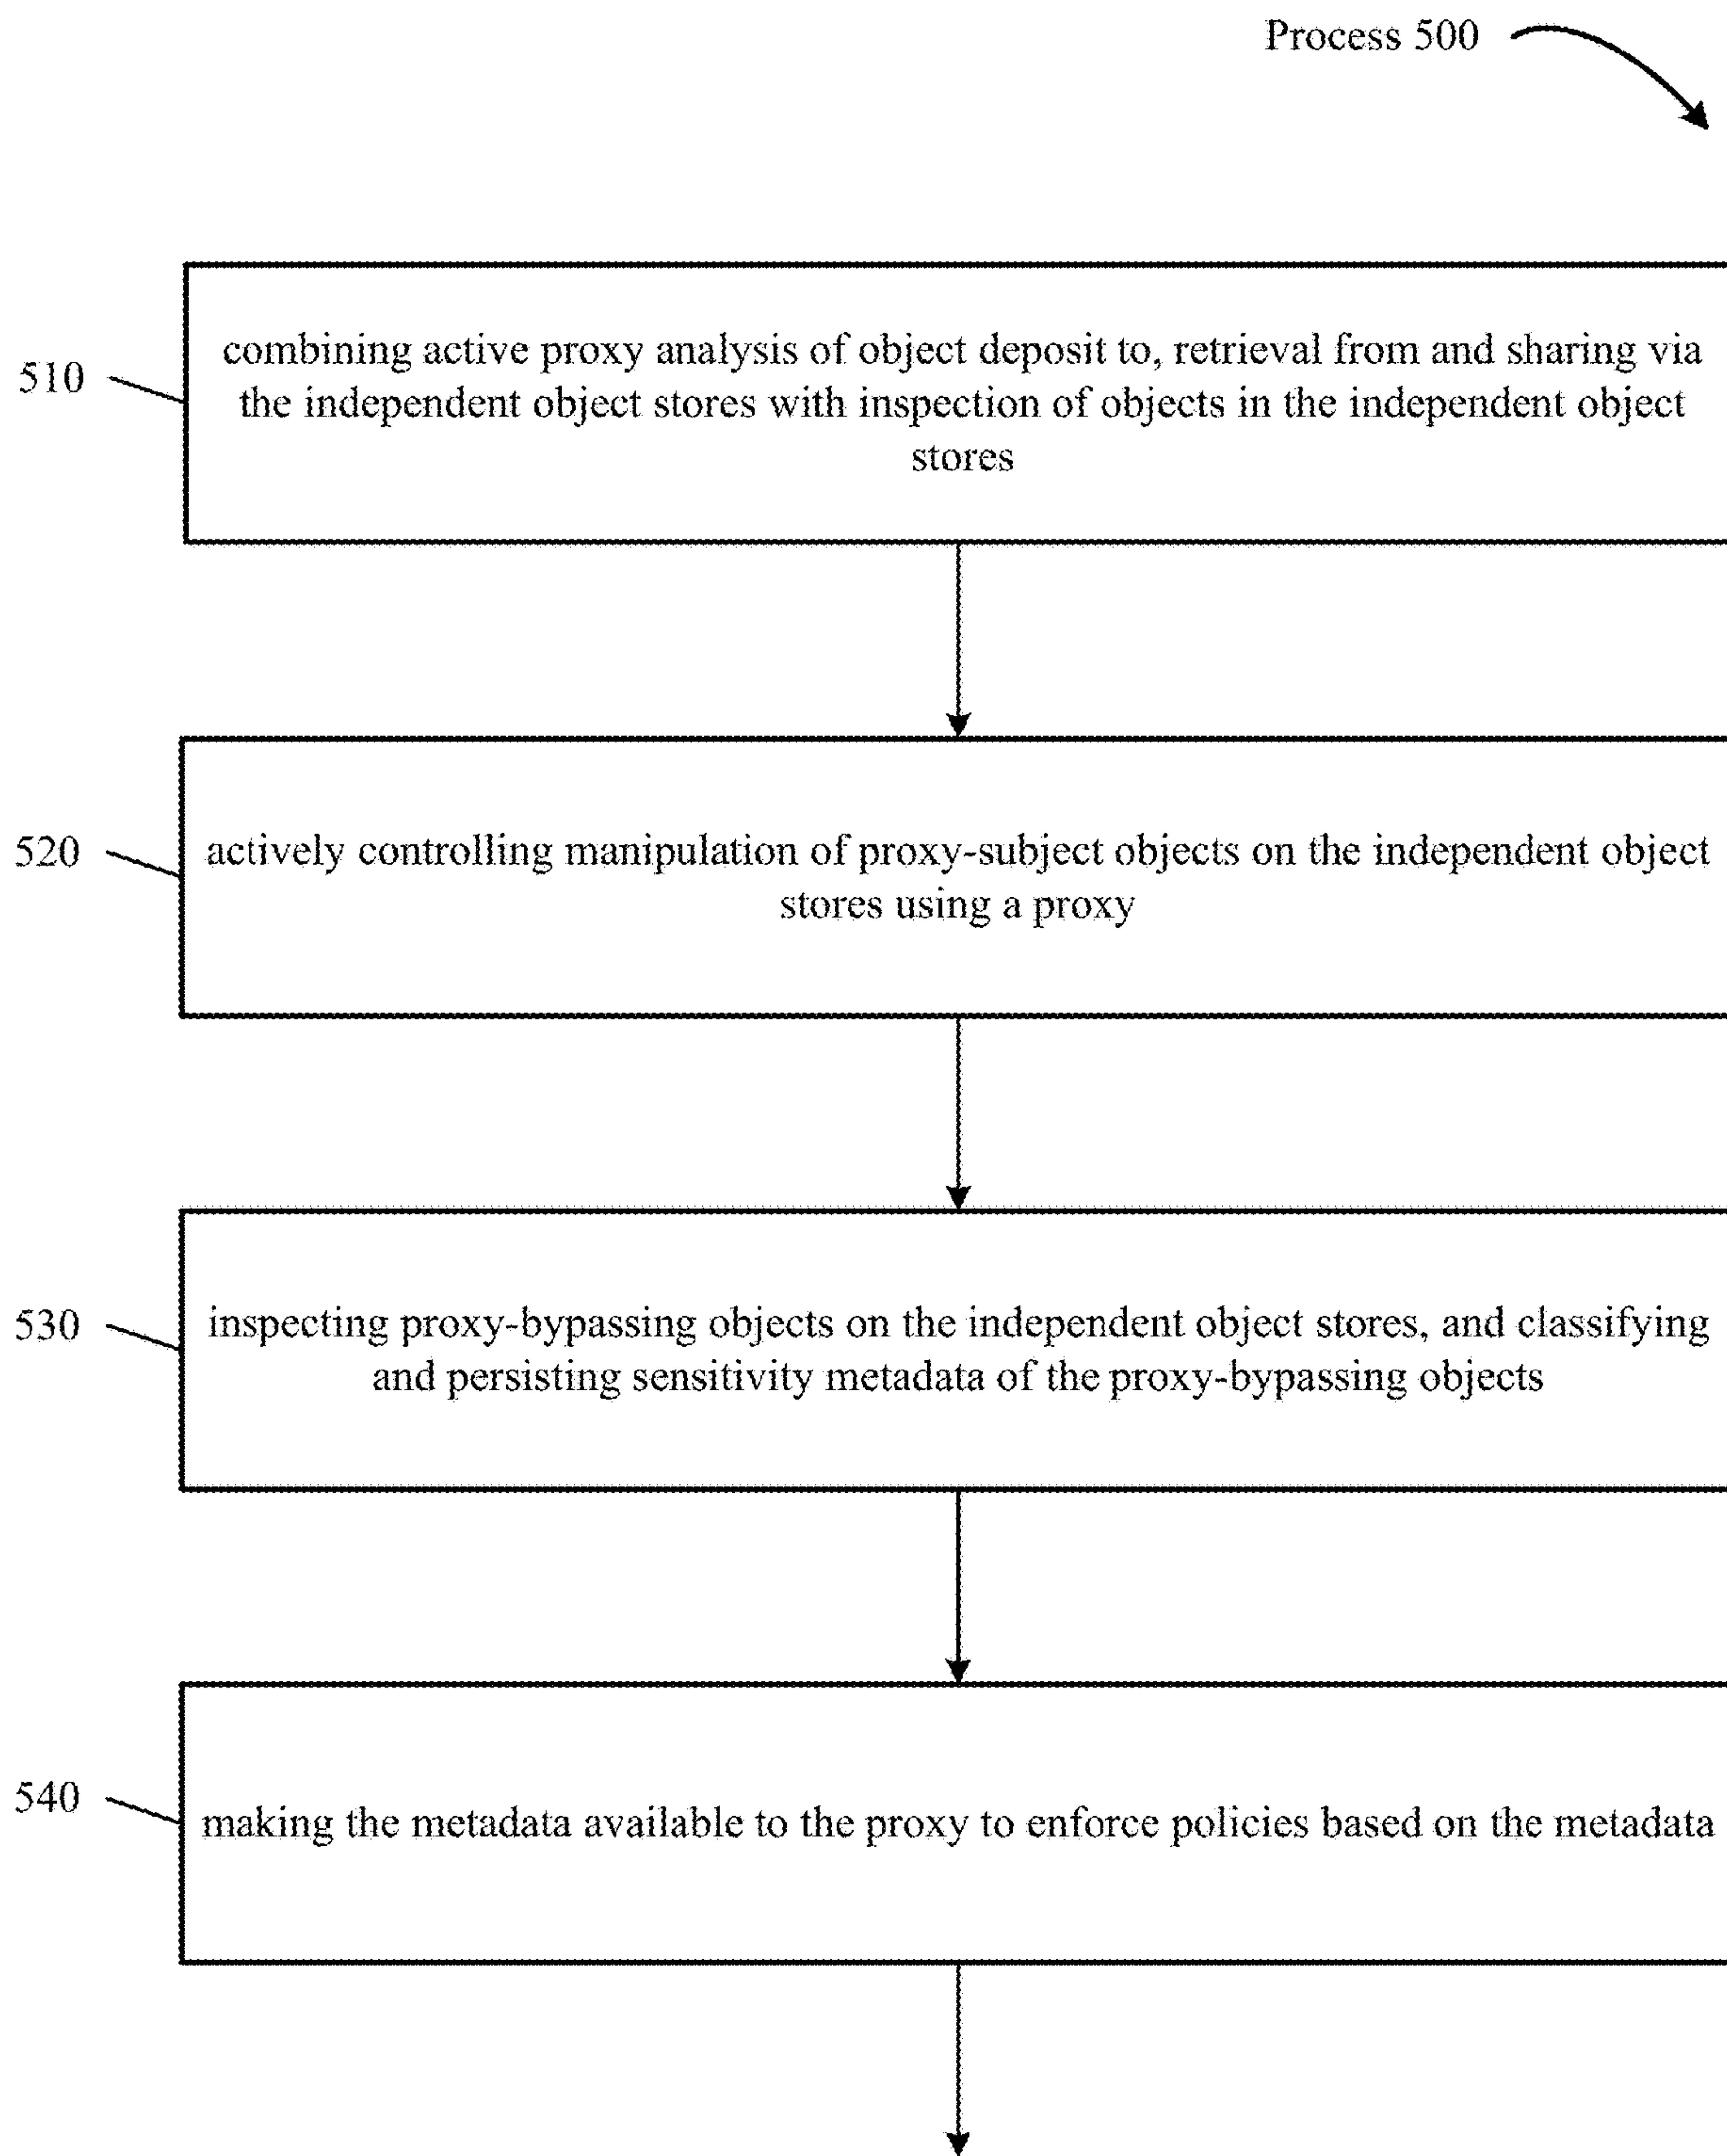 Process 500
510
combining active proxy analysis of object deposit to, retrieval from and sharing via
the independent object stores with inspection of objects in the independent object
stores
520
actively controlling manipulation of proxy-subject objects on the independent object
stores using a proxy
530
inspecting proxy-bypassing objects on the independent object stores, and classifying
and persisting sensitivity metadata of the proxy-bypassing objects
540
making the metadata available to the proxy to enforce policies based on the metadata